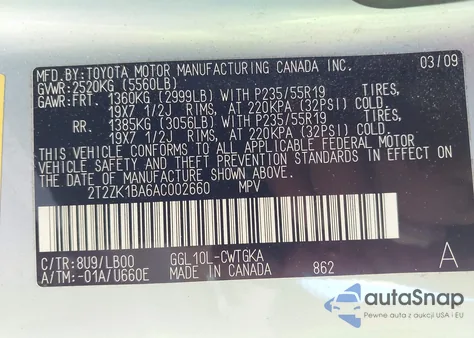 MFD.BY:TOYOTA MOTOR MANUFACTURING CANADA INC. 03/09
GVWR:2520KG (5560LB)
GAWR:FRT. 1360KG (2999LB) WITH P235/55R19 TIRES,
19X7 1/2J RIMS, AT 220KPA (32PSI) COLD.
RR. 1385KG (3056LB) WITH P235/55R19 TIRES,
19X7 1/2J RIMS, AT 220KPA (32PSI) COLD.
THIS VEHICLE CONFORMS TO ALL APPLICABLE FEDERAL MOTOR
VEHICLE SAFETY AND THEFT PREVENTION STANDARDS IN EFFECT ON
THE DATE OF MANUFACTURE SHOWN ABOVE.
2T2ZK1BA6AC002660 MPV
C/TR:8U9/LB00 GGL10L-CWTGKA A
A/TM:-01A/U660E MADE IN CANADA 862
autoSnap
Pewne auta z aukcji USA i EU